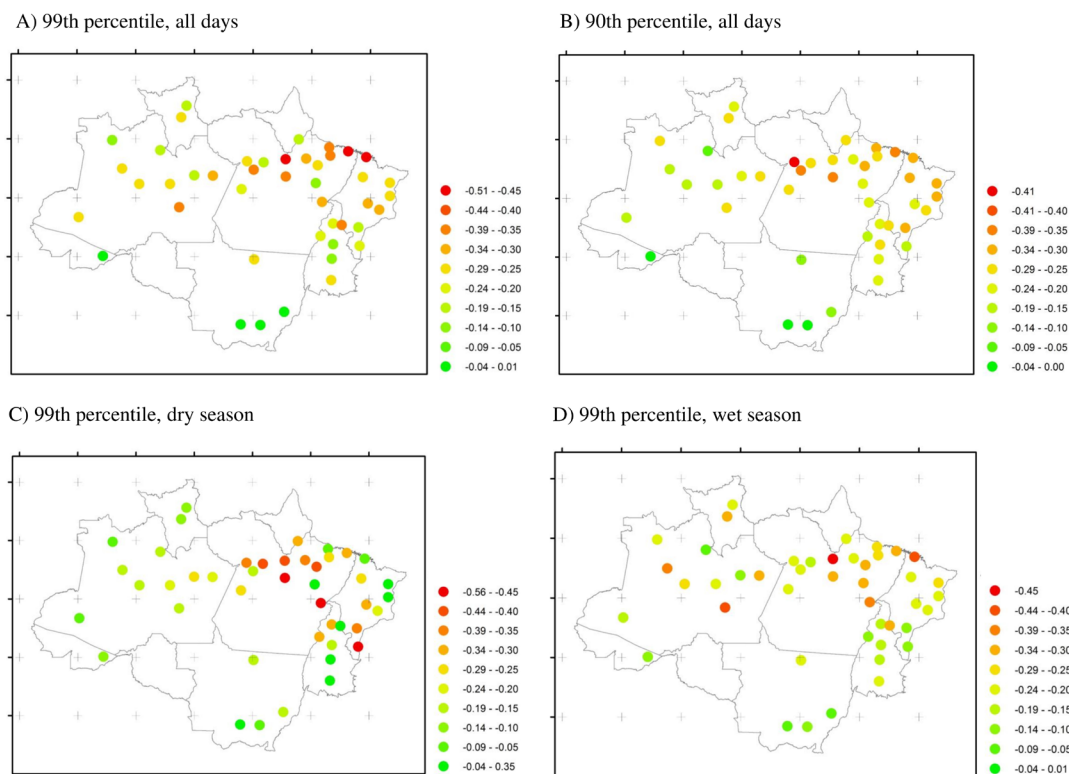 A) 99th percentile, all days
B) 90th percentile, all days
-0.51 - -0.45
-0.44 - -0.40
-0.39 - -0.35
-0.34 - -0.30
-0.29 - -0.25
-0.24 - -0.20
-0.19 - -0.15
-0.14 - -0.10
-0.09 - -0.05
-0.04 - 0.01
-0.41
-0.41 - -0.40
-0.39 - -0.35
-0.34 - -0.30
-0.29 - -0.25
-0.24 - -0.20
-0.19 - -0.15
-0.14 - -0.10
-0.09 - -0.05
-0.04 - 0.00
C) 99th percentile, dry season
D) 99th percentile, wet season
-0.56 - -0.45
-0.44 - -0.40
-0.39 - -0.35
-0.34 - -0.30
-0.29 - -0.25
-0.24 - -0.20
-0.19 - -0.15
-0.14 - -0.10
-0.09 - -0.05
-0.04 - 0.35
-0.45
-0.44 - -0.40
-0.39 - -0.35
-0.34 - -0.30
-0.29 - -0.25
-0.24 - -0.20
-0.19 - -0.15
-0.14 - -0.10
-0.09 - -0.05
-0.04 - 0.01